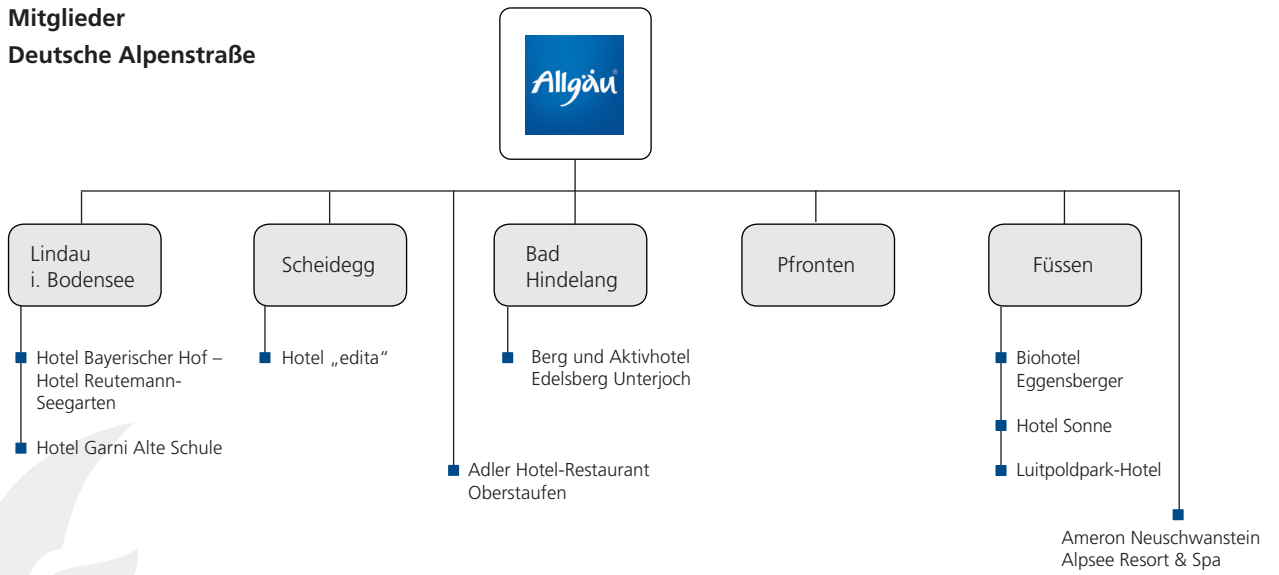 Mitglieder
Deutsche Alpenstraße
Allgäu®
Lindau
i. Bodensee
Scheidegg
Bad
Hindelang
Pfronten
Füssen
Hotel Bayerischer Hof –
Hotel Reutemann-
Seegarten
Hotel Garni Alte Schule
Hotel „edita“
Berg und Aktivhotel
Edelsberg Unterjoch
Adler Hotel-Restaurant
Oberstaufen
Biohotel
Eggensberger
Hotel Sonne
Luitpoldpark-Hotel
Ameron Neuschwanstein
Alpsee Resort & Spa